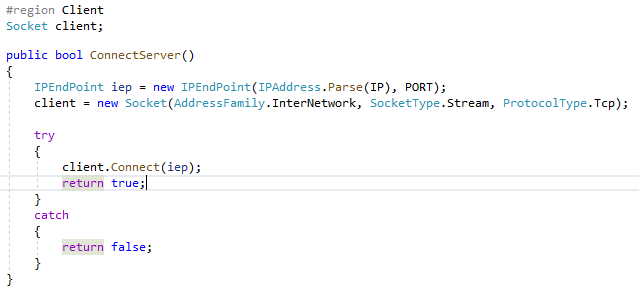 #region Client
Socket client;

public bool ConnectServer()
{
    IPEndPoint iep = new IPEndPoint(IPAddress.Parse(IP), PORT);
    client = new Socket(AddressFamily.InterNetwork, SocketType.Stream, ProtocolType.Tcp);

    try
    {
        client.Connect(iep);
        return true;
    }
    catch
    {
        return false;
    }
}